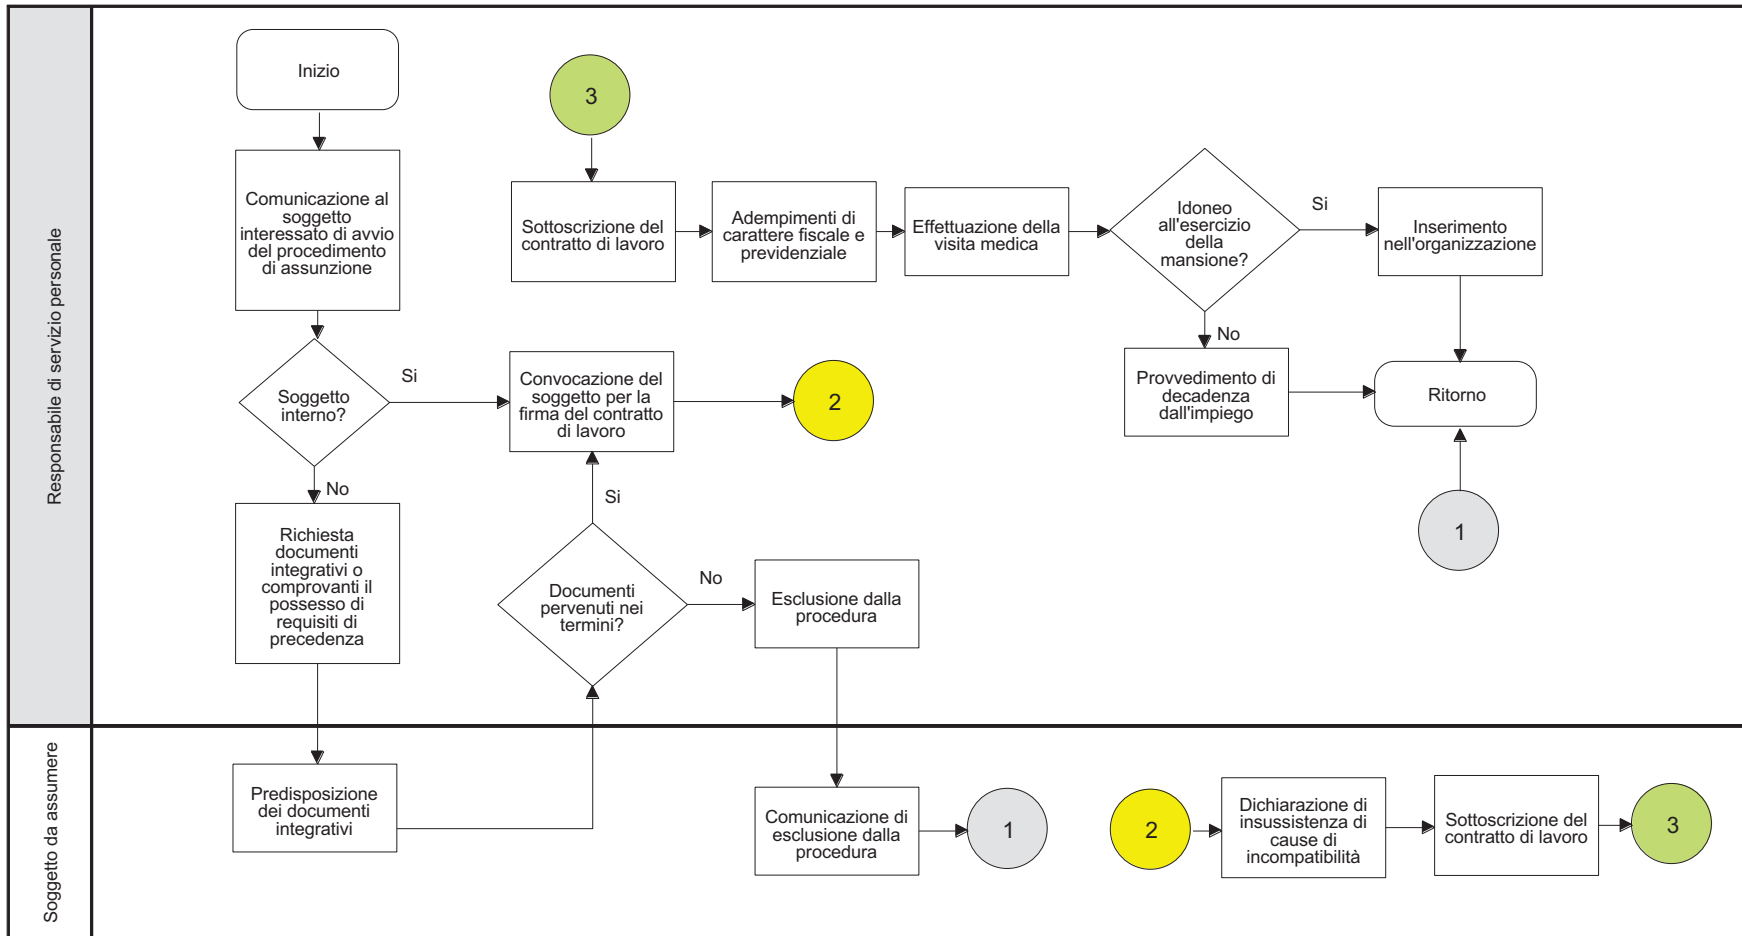 Responsabile di servizio personale
Inizio
Comunicazione al
soggetto
interessato di avvio
del procedimento
di assunzione
Soggetto
interno?
Si
No
Richiesta
documenti
integrativi o
comprovanti il
possesso di
requisiti di
precedenza
3
Sottoscrizione del
contratto di lavoro
Adempimenti di
carattere fiscale e
previdenziale
Effettuazione della
visita medica
Idoneo
all'esercizio
della
mansione?
Si
Inserimento
nell'organizzazione
No
Provvedimento di
decadenza
dall'impiego
Ritorno
1
Convocazione del
soggetto per la
firma del contratto
di lavoro
2
Si
Documenti
pervenuti nei
termini?
No
Esclusione dalla
procedura
Soggetto da assumere
Predisposizione
dei documenti
integrativi
Comunicazione di
esclusione dalla
procedura
1
2
Dichiarazione di
insussistenza di
cause di
incompatibilità
Sottoscrizione del
contratto di lavoro
3